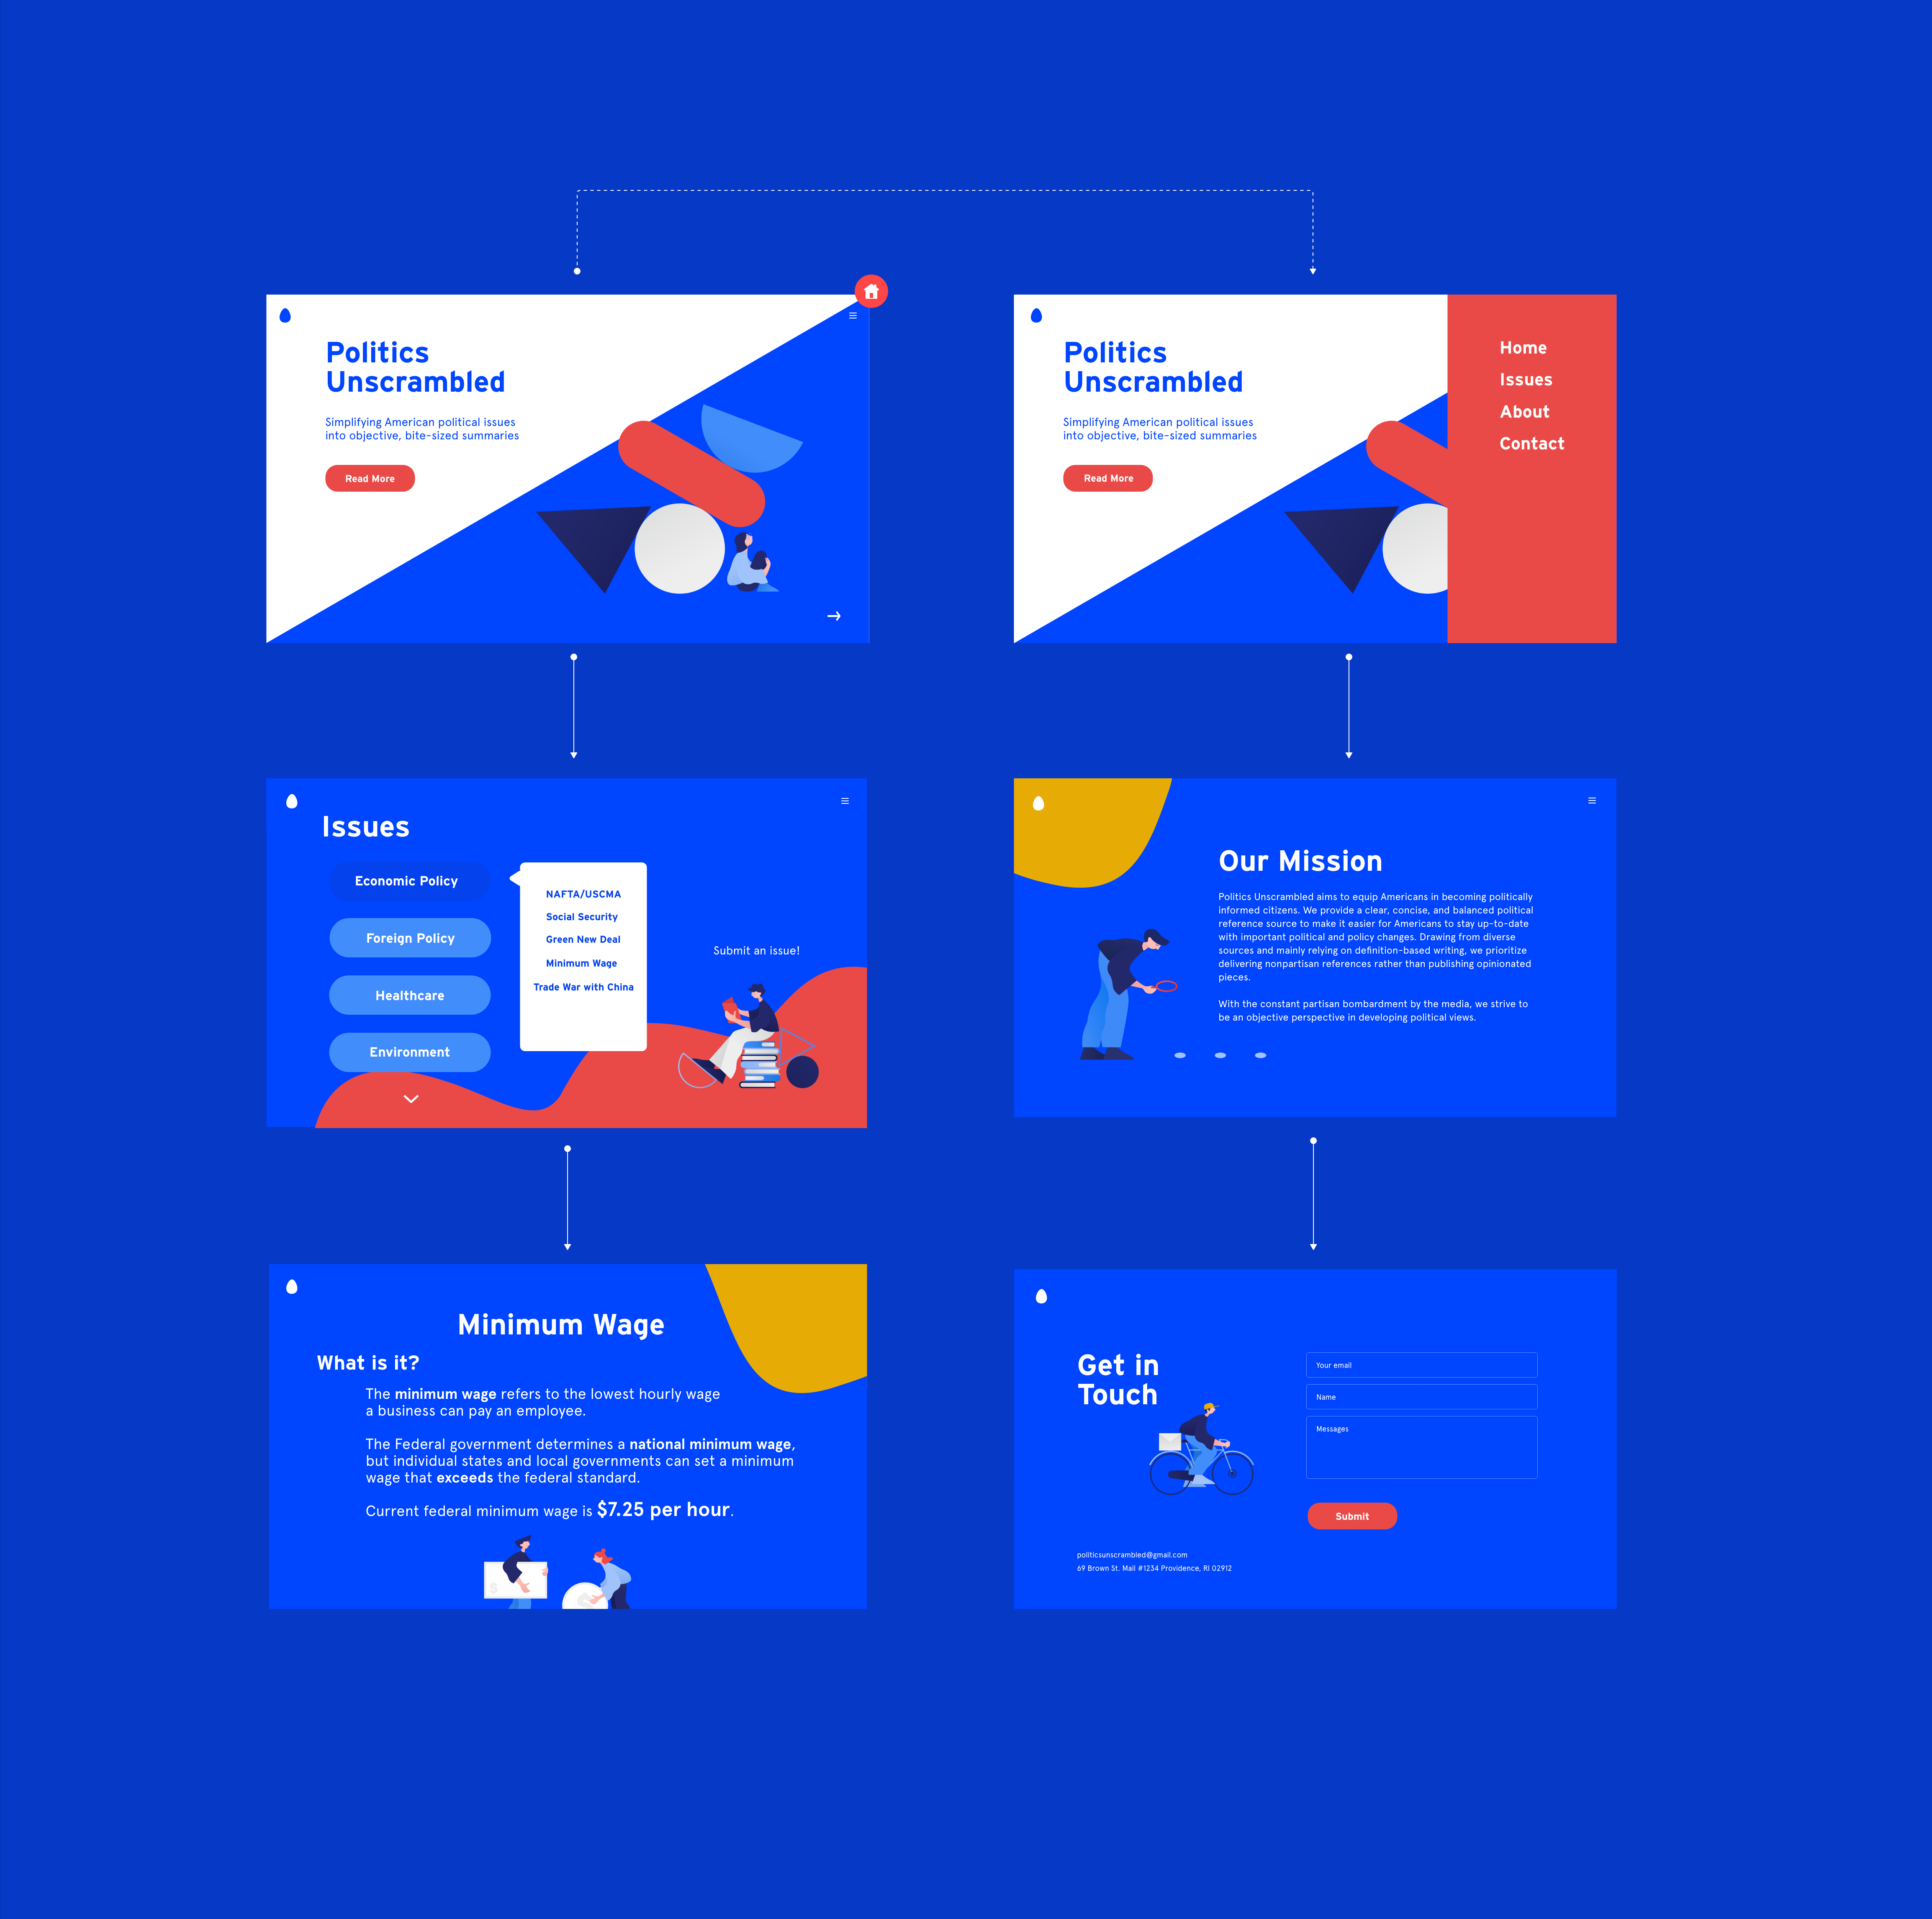 Politics
Unscrambled
Simplifying American political issues
into objective, bite-sized summaries
Read More
Politics
Unscrambled
Simplifying American political issues
into objective, bite-sized summaries
Read More
Home
Issues
About
Contact
Issues
Economic Policy
Foreign Policy
Healthcare
Environment
NAFTA/USCMA
Social Security
Green New Deal
Minimum Wage
Trade War with China
Submit an issue!
Our Mission
Politics Unscrambled aims to equip Americans in becoming politically
informed citizens. We provide a clear, concise, and balanced political
reference source to make it easier for Americans to stay up-to-date
with important political and policy changes. Drawing from diverse
sources and mainly relying on definition-based writing, we prioritize
delivering nonpartisan references rather than publishing opinionated
pieces.
With the constant partisan bombardment by the media, we strive to
be an objective perspective in developing political views.
Minimum Wage
What is it?
The minimum wage refers to the lowest hourly wage
a business can pay an employee.
The Federal government determines a national minimum wage,
but individual states and local governments can set a minimum
wage that exceeds the federal standard.
Current federal minimum wage is $7.25 per hour.
$
Get in
Touch
Your email
Name
Messages
Submit
politicsunscrambled@gmail.com
69 Brown St. Mail #1234 Providence, RI 02912